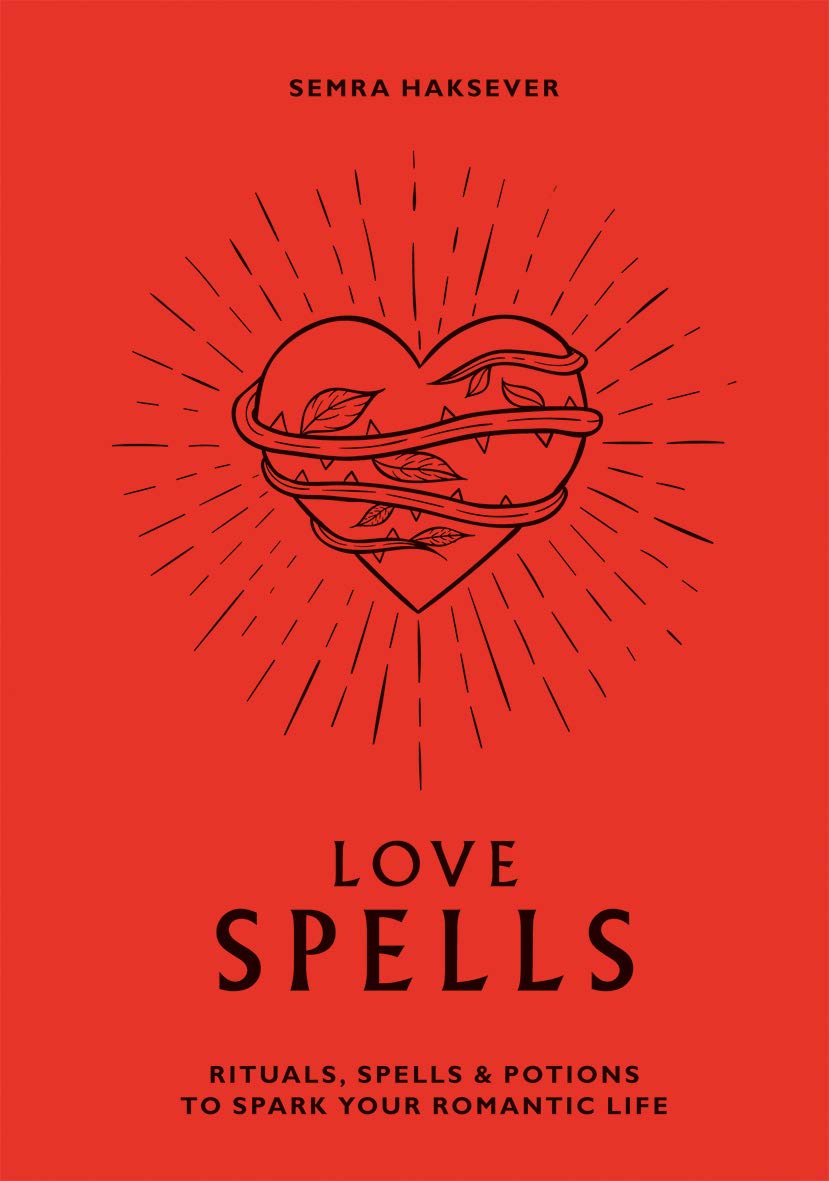 SEMRA HAKSEVER
LOVE
SPELLS
RITUALS, SPELLS & POTIONS
TO SPARK YOUR ROMANTIC LIFE